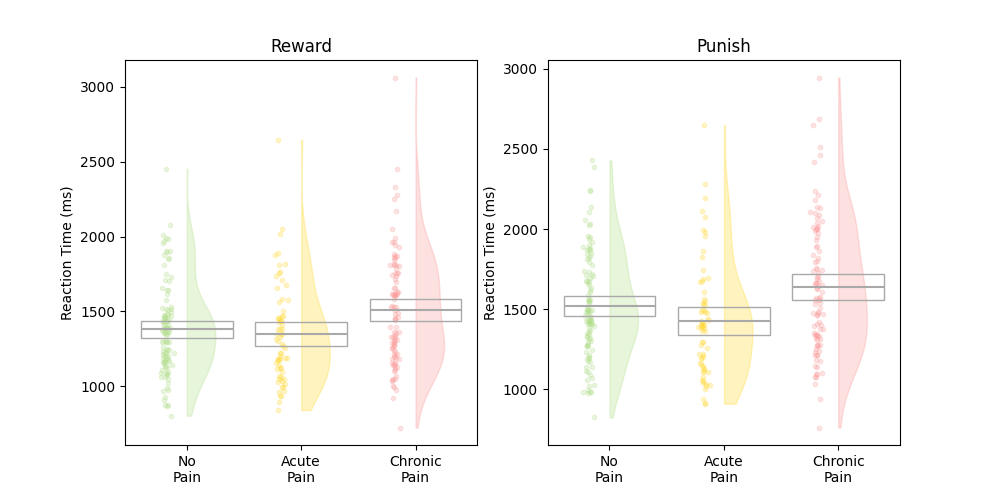 Reward
Punish
Reaction Time (ms)
3000
2500
2000
1500
1000
No
Pain
Acute
Pain
Chronic
Pain
Reaction Time (ms)
3000
2500
2000
1500
1000
No
Pain
Acute
Pain
Chronic
Pain